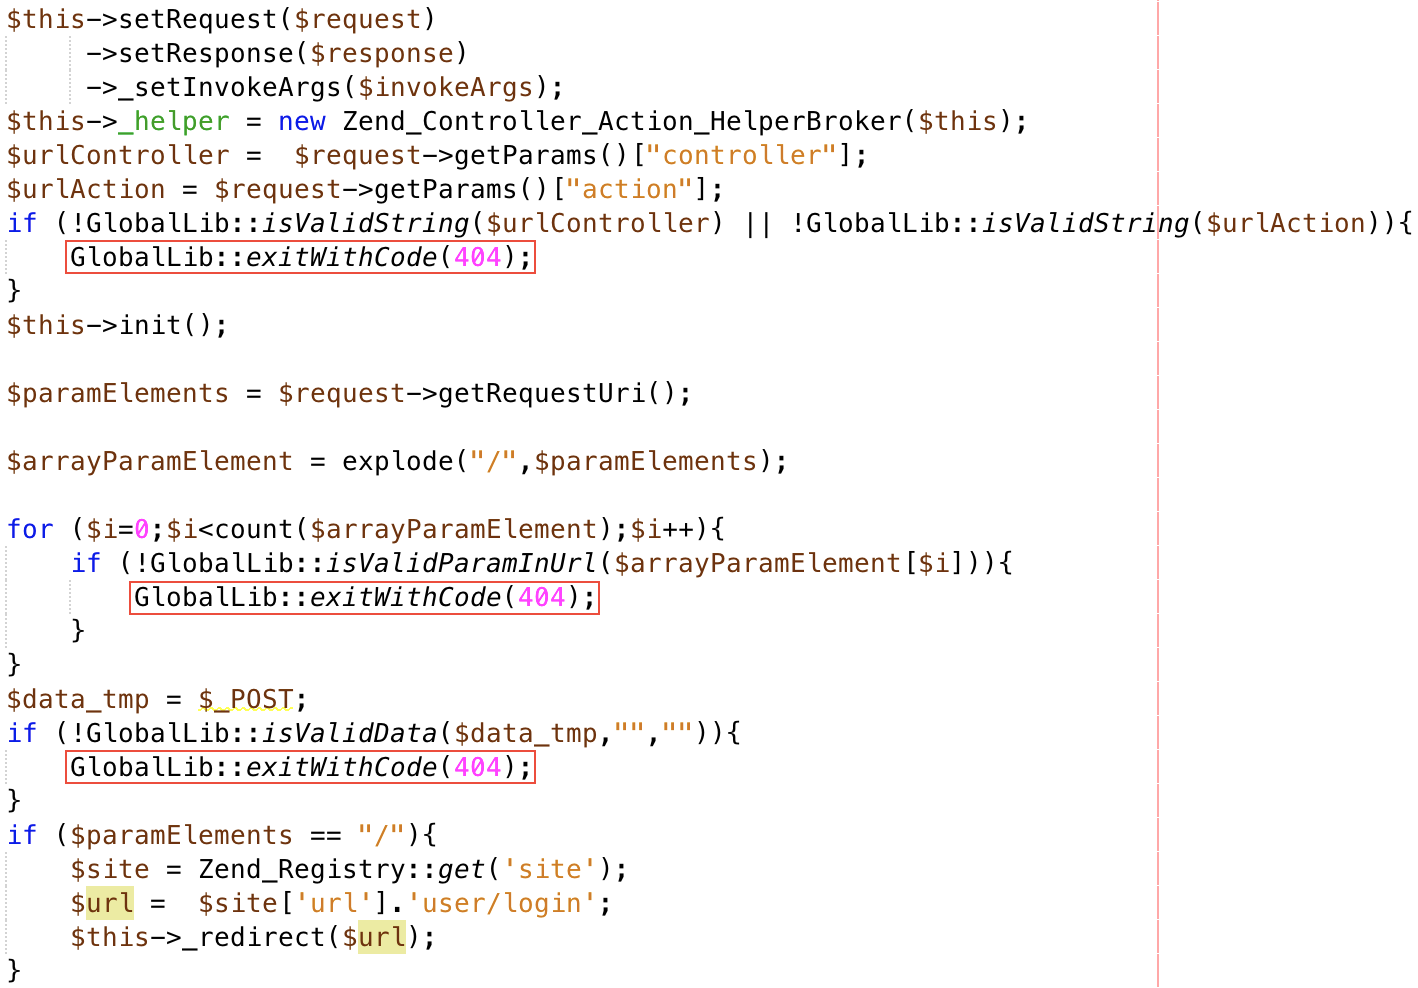 $this->setRequest($request)
->setResponse($response)
->_setInvokeArgs($invokeArgs);
$this->_helper = new Zend_Controller_Action_HelperBroker($this);
$urlController =  $request->getParams()["controller"];
$urlAction = $request->getParams()["action"];
if (!GlobalLib::isValidString($urlController) || !GlobalLib::isValidString($urlAction)){
GlobalLib::exitWithCode(404);
}
$this->init();
$paramElements = $request->getRequestUri();
$arrayParamElement = explode("/",$paramElements);
for ($i=0;$i<count($arrayParamElement);$i++){
if (!GlobalLib::isValidParamInUrl($arrayParamElement[$i])){
GlobalLib::exitWithCode(404);
}
}
$data_tmp = $_POST;
if (!GlobalLib::isValidData($data_tmp,"","")){
GlobalLib::exitWithCode(404);
}
if ($paramElements == "/"){
$site = Zend_Registry::get('site');
$url =  $site['url'].'user/login';
$this->_redirect($url);
}